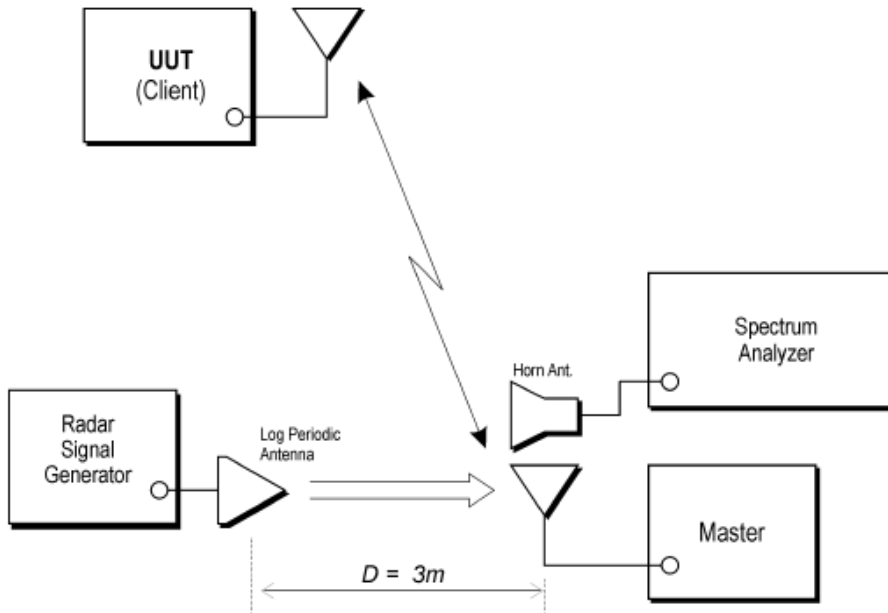 UUT
(Client)
Spectrum
Analyzer
Horn Ant.
Radar
Signal
Generator
Log Periodic
Antenna
Master
D = 3m